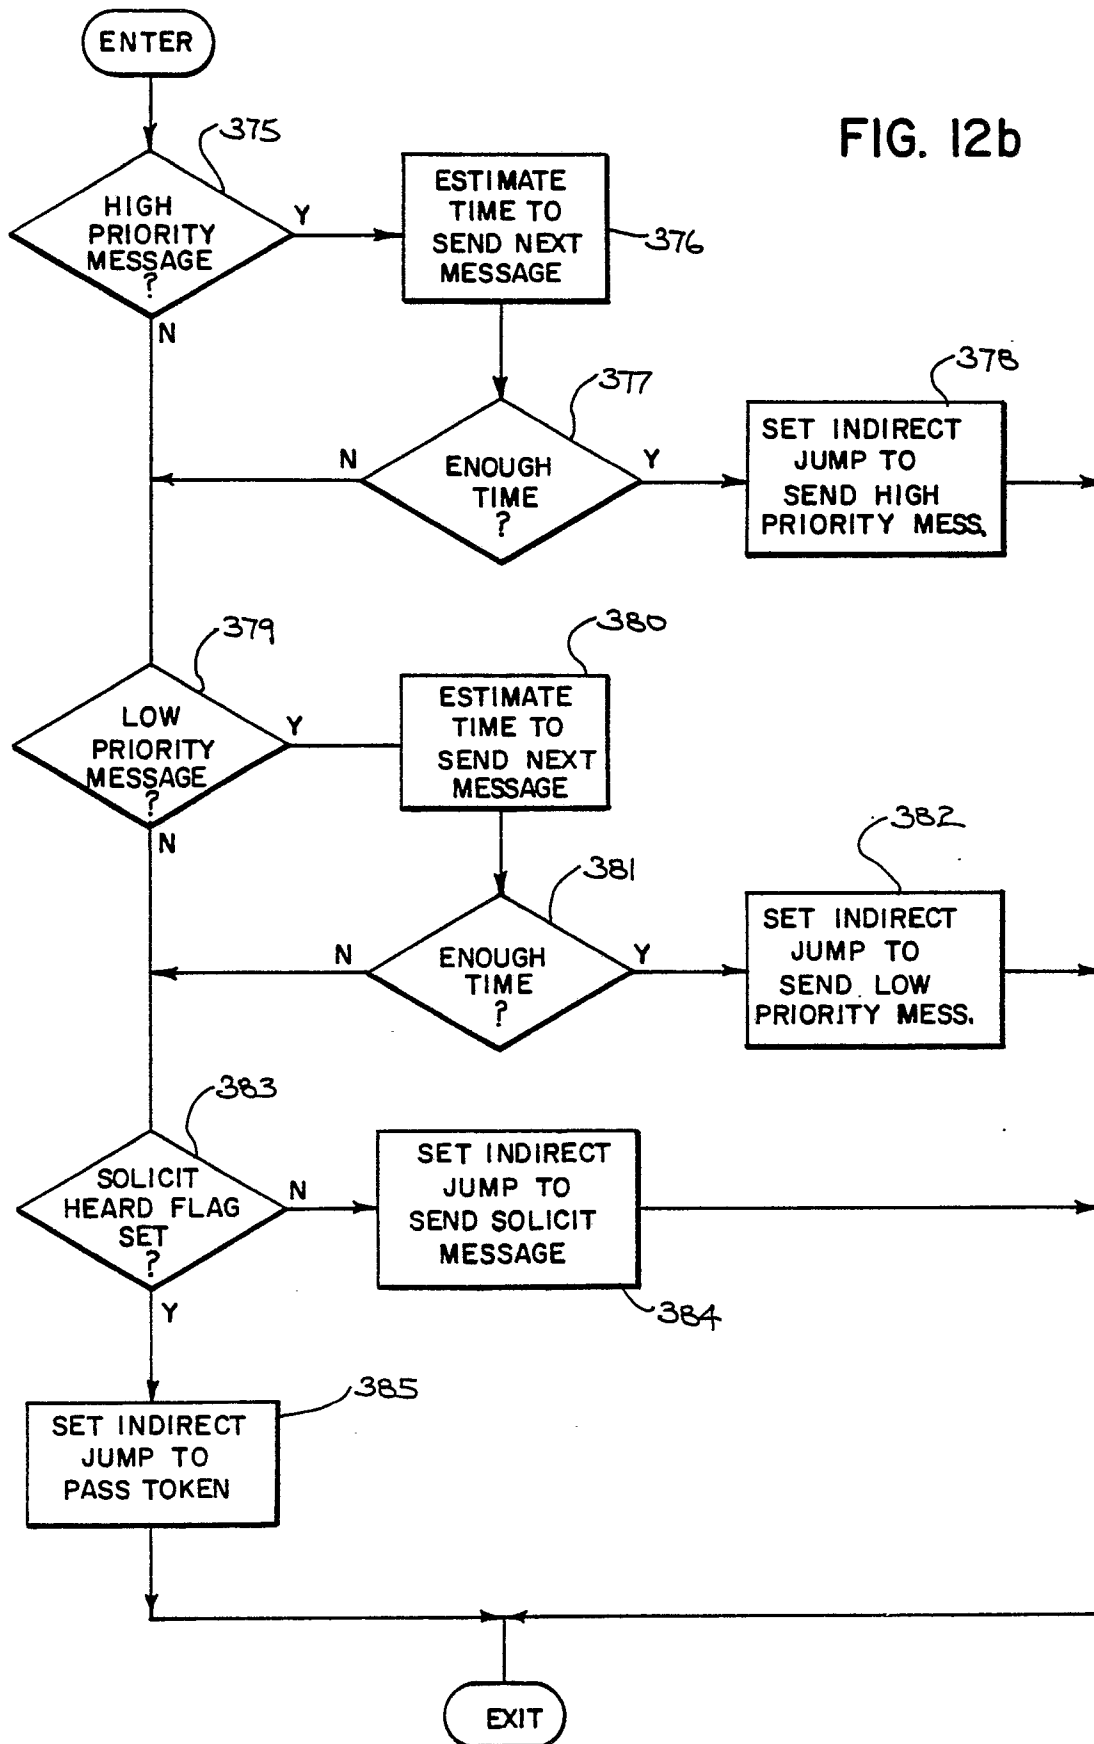 ENTER
FIG. 12b
375
HIGH
PRIORITY
MESSAGE
?
Y
N
ESTIMATE
TIME TO
SEND NEXT
MESSAGE
376
377
ENOUGH
TIME
?
N
Y
378
SET INDIRECT
JUMP TO
SEND HIGH
PRIORITY MESS.
379
LOW
PRIORITY
MESSAGE
?
Y
N
380
ESTIMATE
TIME TO
SEND NEXT
MESSAGE
381
ENOUGH
TIME
?
N
Y
382
SET INDIRECT
JUMP TO
SEND LOW
PRIORITY MESS.
383
SOLICIT
HEARD FLAG
SET
?
N
Y
SET INDIRECT
JUMP TO
SEND SOLICIT
MESSAGE
384
385
SET INDIRECT
JUMP TO
PASS TOKEN
EXIT